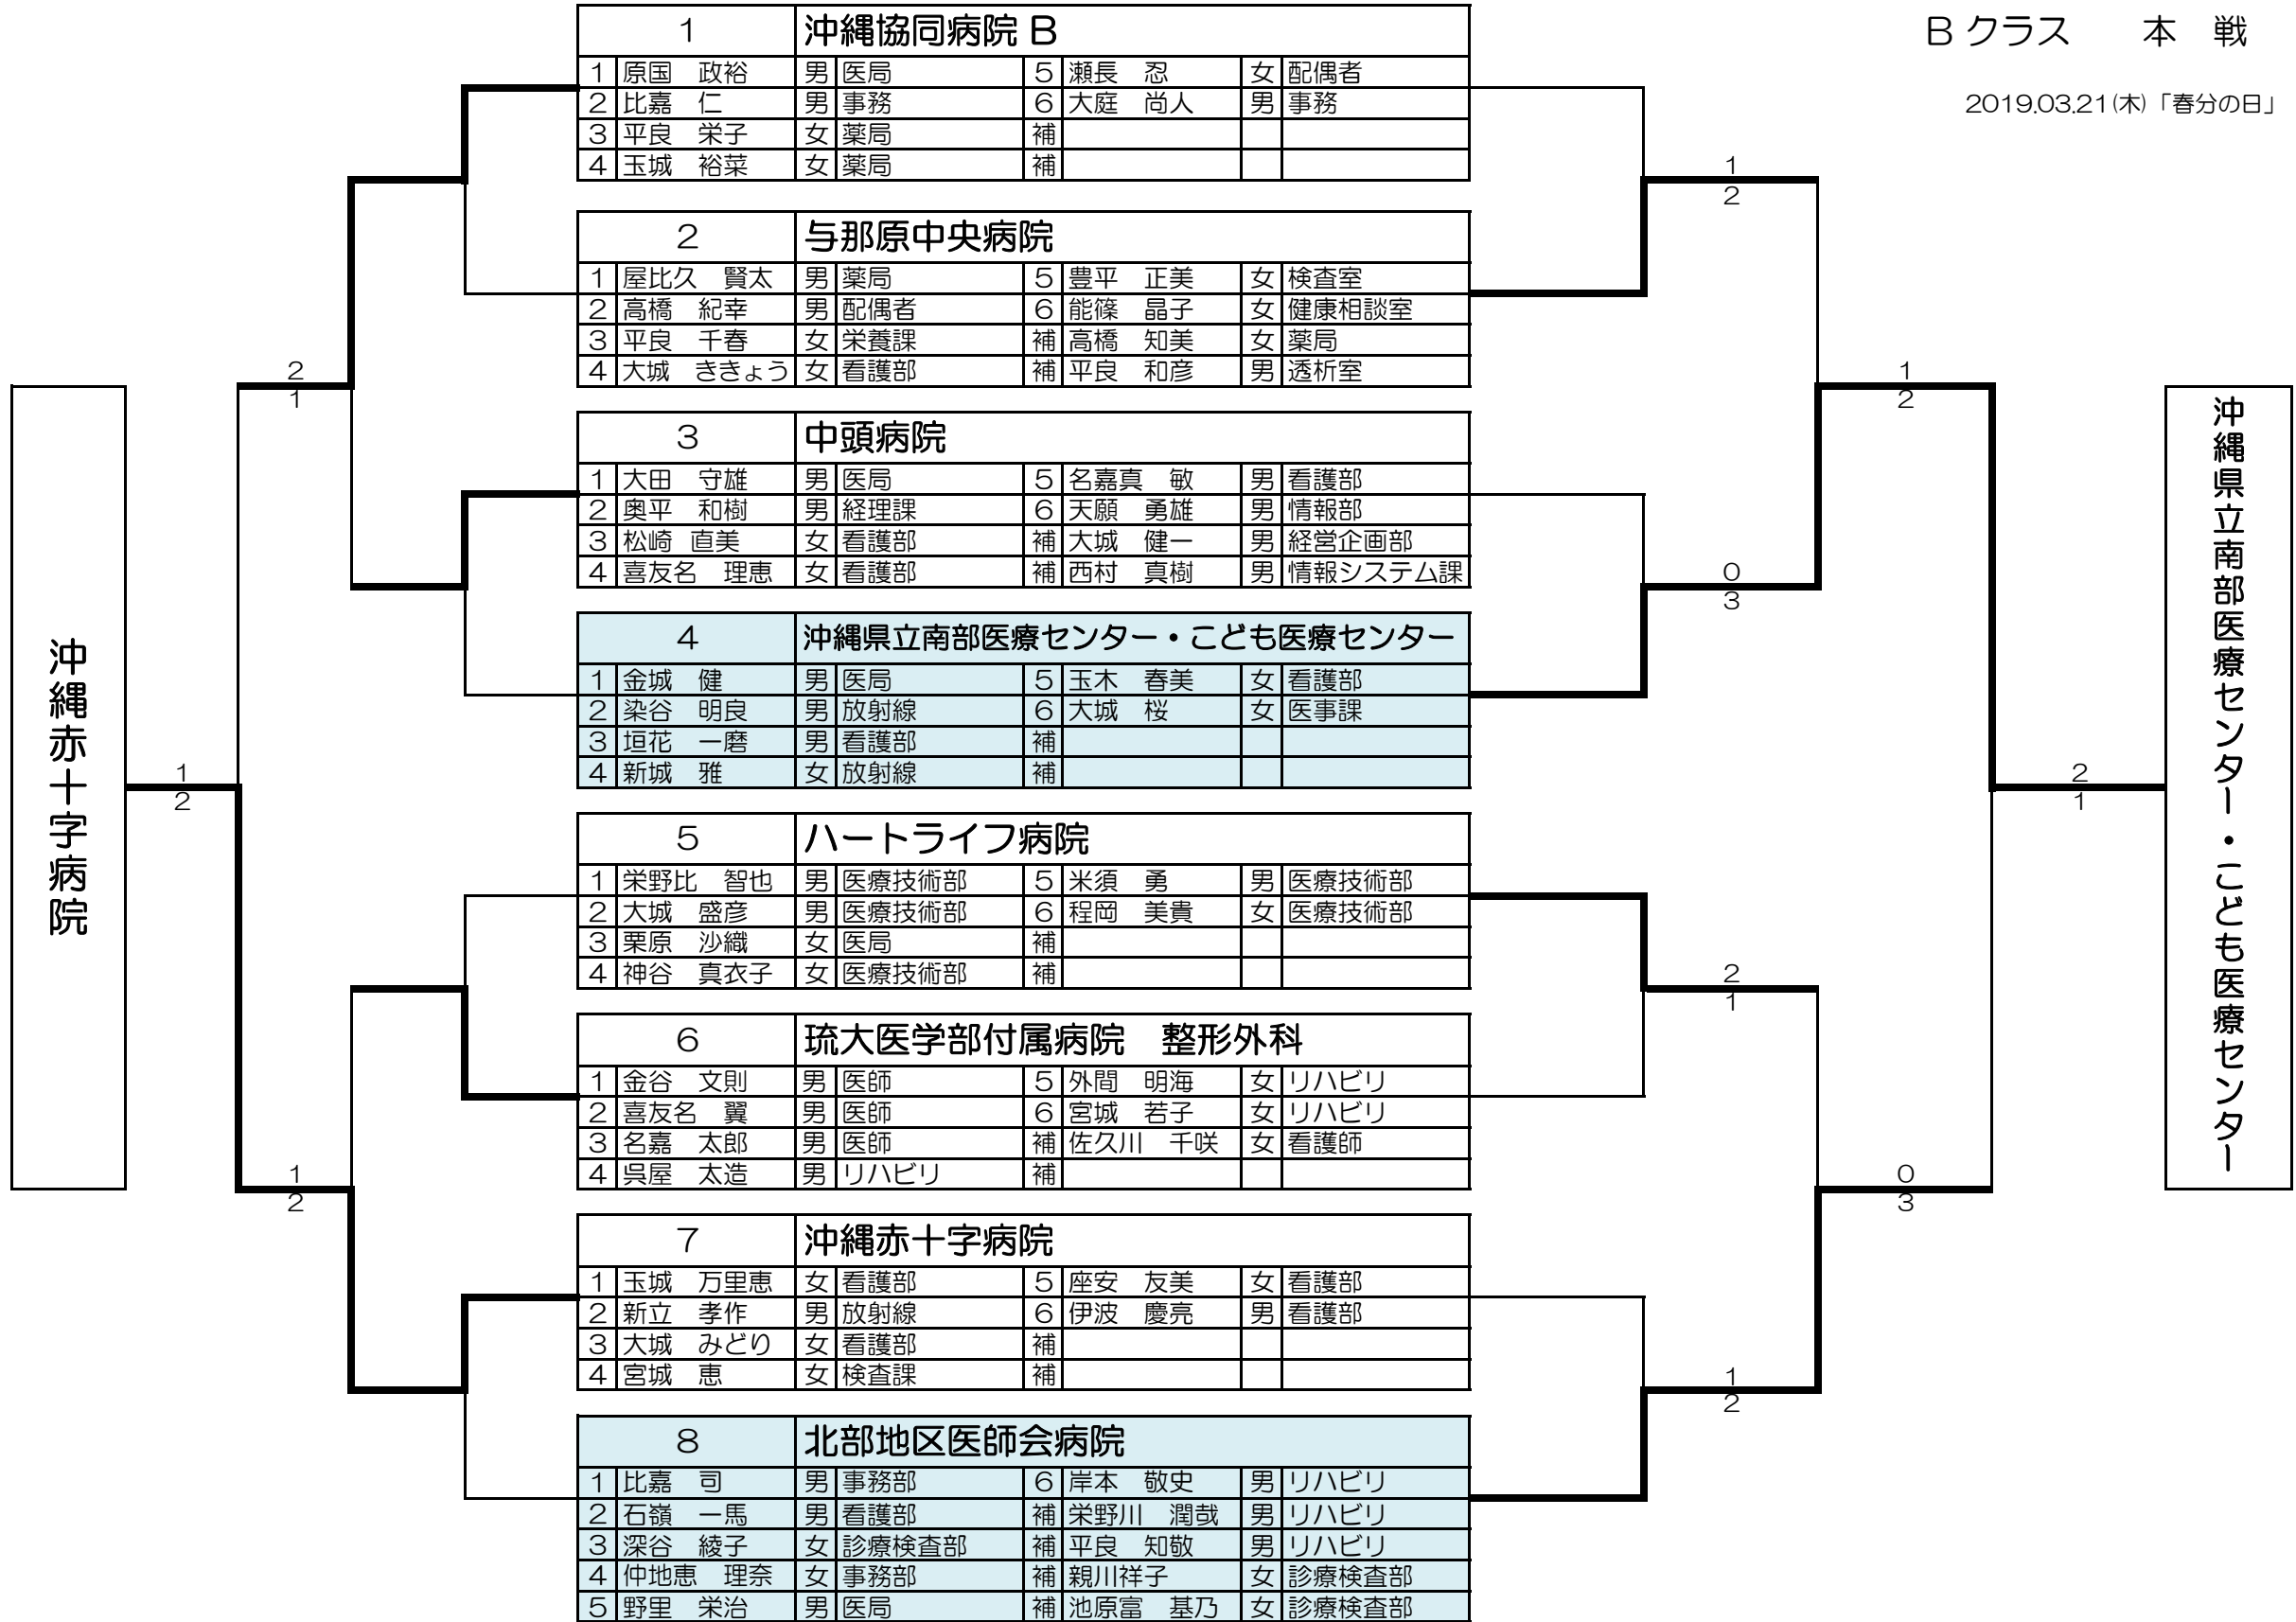 Bクラス　本　戦
2019.03.21(木)「春分の日」
1 沖縄協同病院 B
1 原国　政裕 男 医局 5 瀬長　忍 女 配偶者
2 比嘉　仁 男 事務 6 大庭　尚人 男 事務
3 平良　栄子 女 薬局 補
4 玉城　裕菜 女 薬局 補
1
2
2 与那原中央病院
1 屋比久　賢太 男 薬局 5 豊平　正美 女 検査室
2 高橋　紀幸 男 配偶者 6 能篠　晶子 女 健康相談室
3 平良　千春 女 栄養課 補 高橋　知美 女 薬局
4 大城　ききょう 女 看護部 補 平良　和彦 男 透析室
2
1
1
2
3 中頭病院
1 大田　守雄 男 医局 5 名嘉真　敏 男 看護部
2 奥平　和樹 男 経理課 6 天願　勇雄 男 情報部
3 松崎 直美 女 看護部 補 大城　健一 男 経営企画部
4 喜友名　理恵 女 看護部 補 西村　真樹 男 情報システム課
0
3
4 沖縄県立南部医療センター・こども医療センター
1 金城　健 男 医局 5 玉木　春美 女 看護部
2 染谷　明良 男 放射線 6 大城　桜 女 医事課
3 垣花　一磨 男 看護部 補
4 新城　雅 女 放射線 補
沖縄赤十字病院
1
2
2
1
沖縄県立南部医療センター・こども医療センター
5 ハートライフ病院
1 栄野比　智也 男 医療技術部 5 米須　勇 男 医療技術部
2 大城　盛彦 男 医療技術部 6 程岡　美貴 女 医療技術部
3 栗原　沙織 女 医局 補
4 神谷　真衣子 女 医療技術部 補
2
1
6 琉大医学部付属病院　整形外科
1 金谷　文則 男 医師 5 外間　明海 女 リハビリ
2 喜友名　翼 男 医師 6 宮城　若子 女 リハビリ
3 名嘉　太郎 男 医師 補 佐久川　千咲 女 看護師
4 呉屋　太造 男 リハビリ 補
1
2
0
3
7 沖縄赤十字病院
1 玉城　万里恵 女 看護部 5 座安　友美 女 看護部
2 新立　孝作 男 放射線 6 伊波　慶亮 男 看護部
3 大城　みどり 女 看護部 補
4 宮城　恵 女 検査課 補
1
2
8 北部地区医師会病院
1 比嘉　司 男 事務部 6 岸本　敬史 男 リハビリ
2 石嶺　一馬 男 看護部 補 栄野川　潤哉 男 リハビリ
3 深谷　綾子 女 診療検査部 補 平良　知敬 男 リハビリ
4 仲地恵　理奈 女 事務部 補 親川祥子 女 診療検査部
5 野里　栄治 男 医局 補 池原富　基乃 女 診療検査部